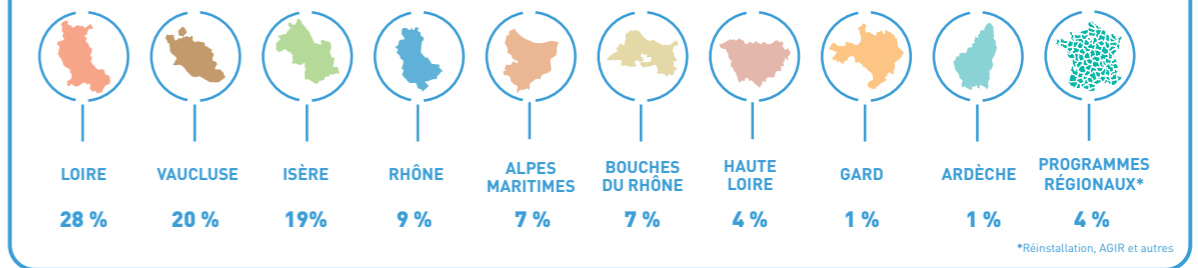 LOIRE
28 %
VAUCLUSE
20 %
ISÈRE
19%
RHÔNE
9 %
ALPES
MARITIMES
7 %
BOUCHES
DU RHÔNE
7 %
HAUTE
LOIRE
4 %
GARD
1 %
ARDÈCHE
1 %
PROGRAMMES
RÉGIONAUX*
4 %
*Réinstallation, AGIR et autres